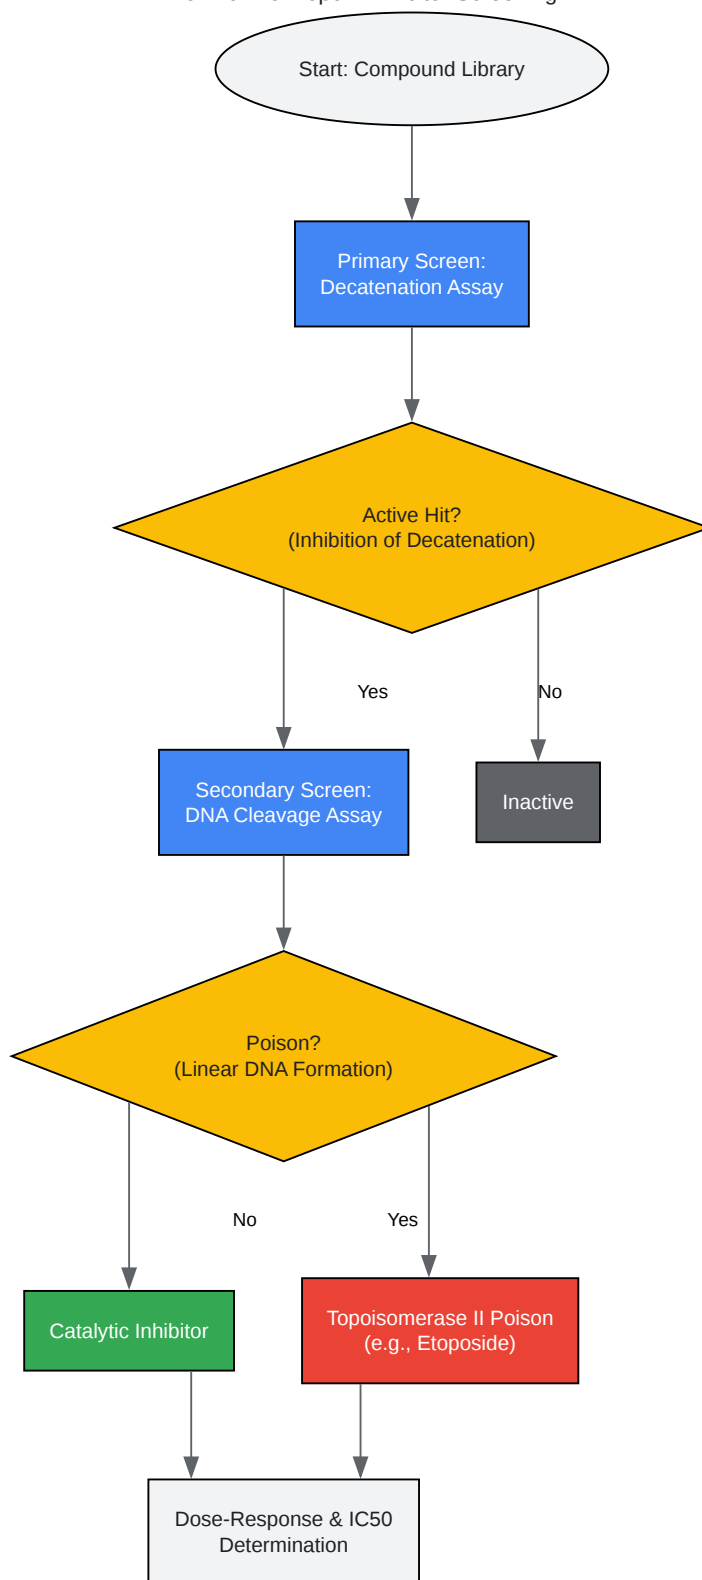 Start: Compound Library
Primary Screen:
Decatenation Assay
Active Hit?
(Inhibition of Decatenation)
Yes
No
Secondary Screen:
DNA Cleavage Assay
Inactive
Poison?
(Linear DNA Formation)
No
Yes
Catalytic Inhibitor
Topoisomerase II Poison
(e.g., Etoposide)
Dose-Response & IC50
Determination